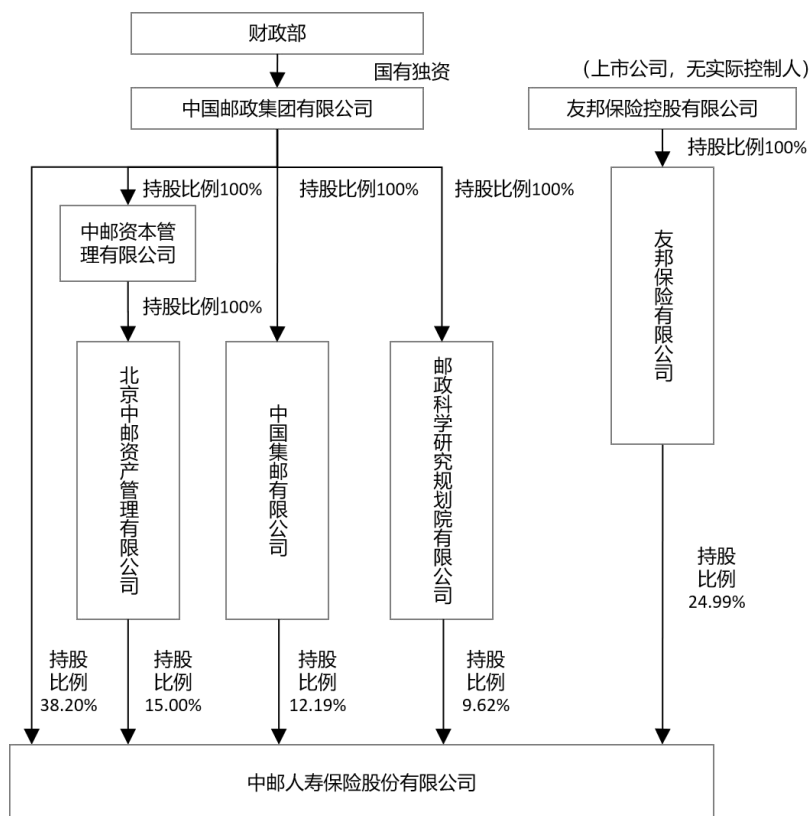 财政部
国有独资
（上市公司，无实际控制人）
中国邮政集团有限公司
友邦保险控股有限公司
持股比例100%
持股比例100%
持股比例100%
持股比例100%
中邮资本管
理有限公司
持股比例100%
友邦保险有限公司
北京中邮资产管理有限公司
中国集邮有限公司
邮政科学研究规划院有限公司
持股
比例
24.99%
持股
比例
38.20%
持股
比例
15.00%
持股
比例
12.19%
持股
比例
9.62%
中邮人寿保险股份有限公司